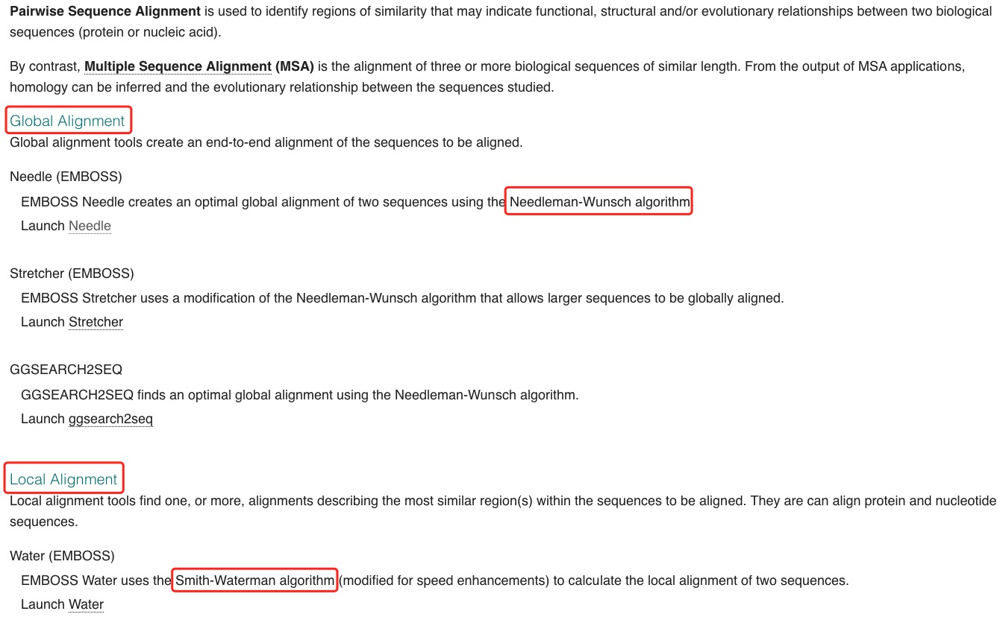 Pairwise Sequence Alignment is used to identify regions of similarity that may indicate functional, structural and/or evolutionary relationships between two biological
sequences (protein or nucleic acid).
By contrast, Multiple Sequence Alignment (MSA) is the alignment of three or more biological sequences of similar length. From the output of MSA applications,
homology can be inferred and the evolutionary relationship between the sequences studied.
Global Alignment
Global alignment tools create an end-to-end alignment of the sequences to be aligned.
Needle (EMBOSS)
EMBOSS Needle creates an optimal global alignment of two sequences using the Needleman-Wunsch algorithm.
Launch Needle
Stretcher (EMBOSS)
EMBOSS Stretcher uses a modification of the Needleman-Wunsch algorithm that allows larger sequences to be globally aligned.
Launch Stretcher
GGSEARCH2SEQ
GGSEARCH2SEQ finds an optimal global alignment using the Needleman-Wunsch algorithm.
Launch ggsearch2seq
Local Alignment
Local alignment tools find one, or more, alignments describing the most similar region(s) within the sequences to be aligned. They are can align protein and nucleotide
sequences.
Water (EMBOSS)
EMBOSS Water uses the Smith-Waterman algorithm (modified for speed enhancements) to calculate the local alignment of two sequences.
Launch Water